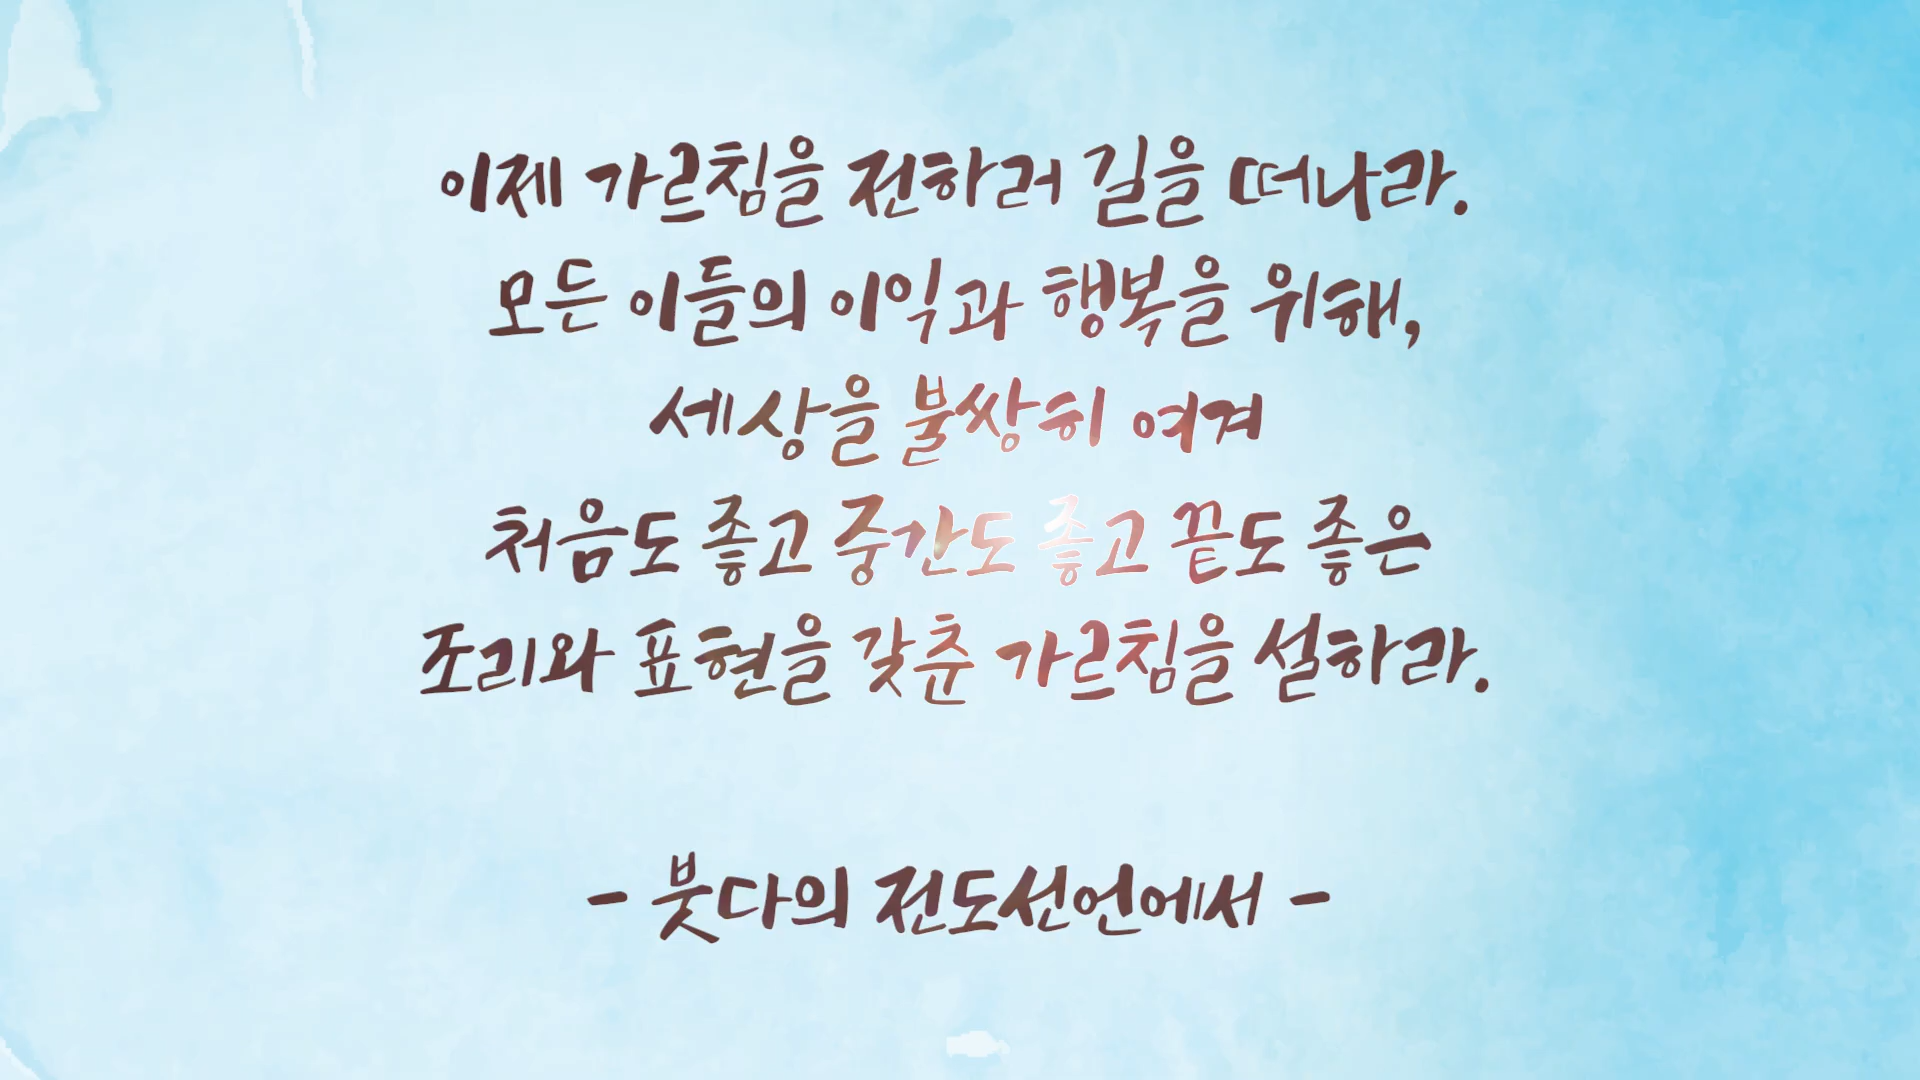 이제 가르침을 전하러 길을 떠나라.
모든 이들의 이익과 행복을 위해,
세상을 불쌍히 여겨
처음도 좋고 중간도 좋고 끝도 좋은
조리와 표현을 갖춘 가르침을 설하라.
- 붓다의 전도선언에서 -